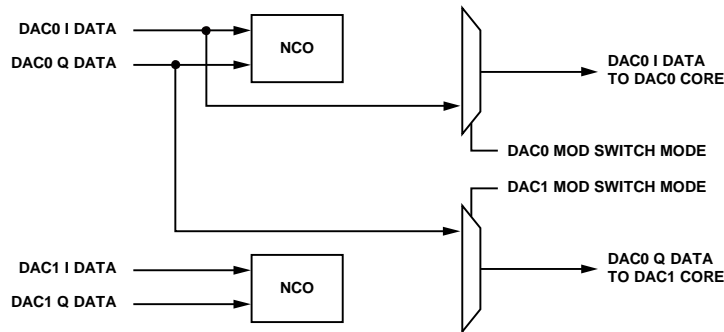 DAC0 I DATA
DAC0 Q DATA
NCO
DAC0 I DATA
TO DAC0 CORE
DAC0 MOD SWITCH MODE
DAC1 MOD SWITCH MODE
DAC1 I DATA
DAC1 Q DATA
NCO
DAC0 Q DATA
TO DAC1 CORE